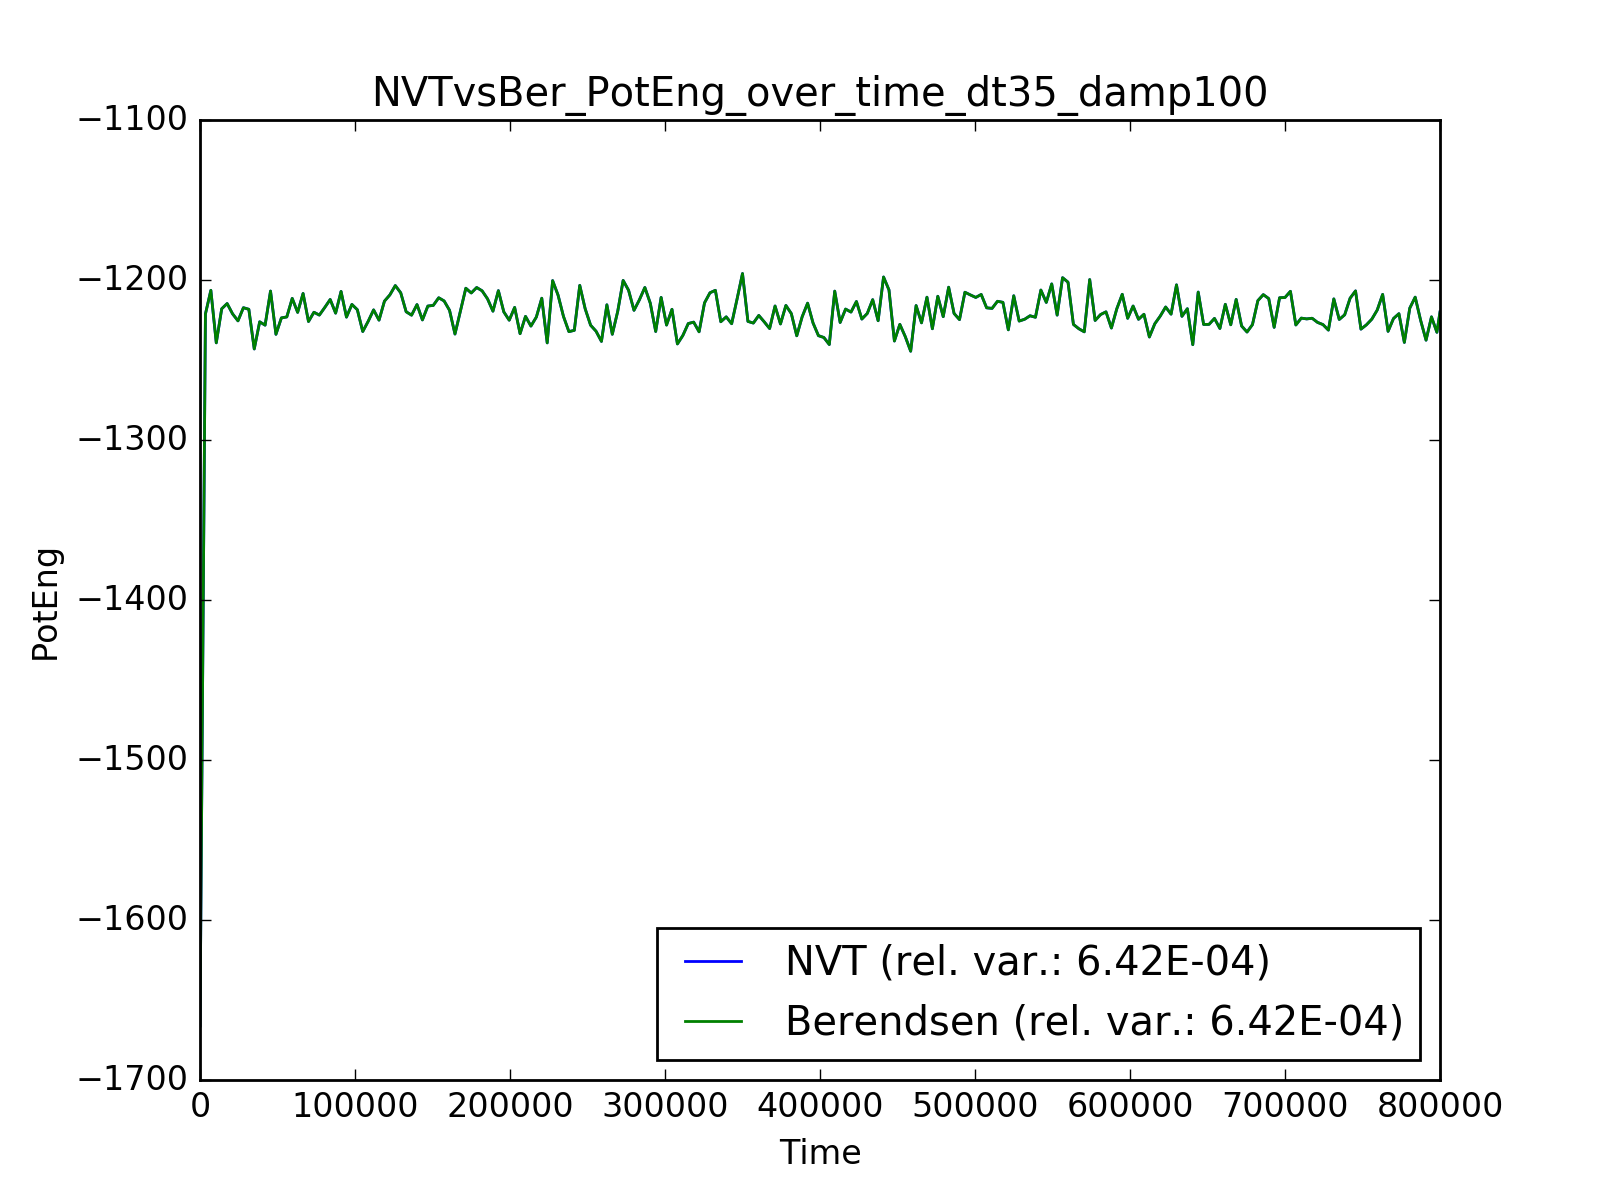 NVTvsBer_PotEng_over_time_dt35_damp100
−1100
−1200
−1300
−1400
−1500
−1600
−1700
PotEng
NVT (rel. var.: 6.42E-04)
Berendsen (rel. var.: 6.42E-04)
0 100000 200000 300000 400000 500000 600000 700000 800000
Time